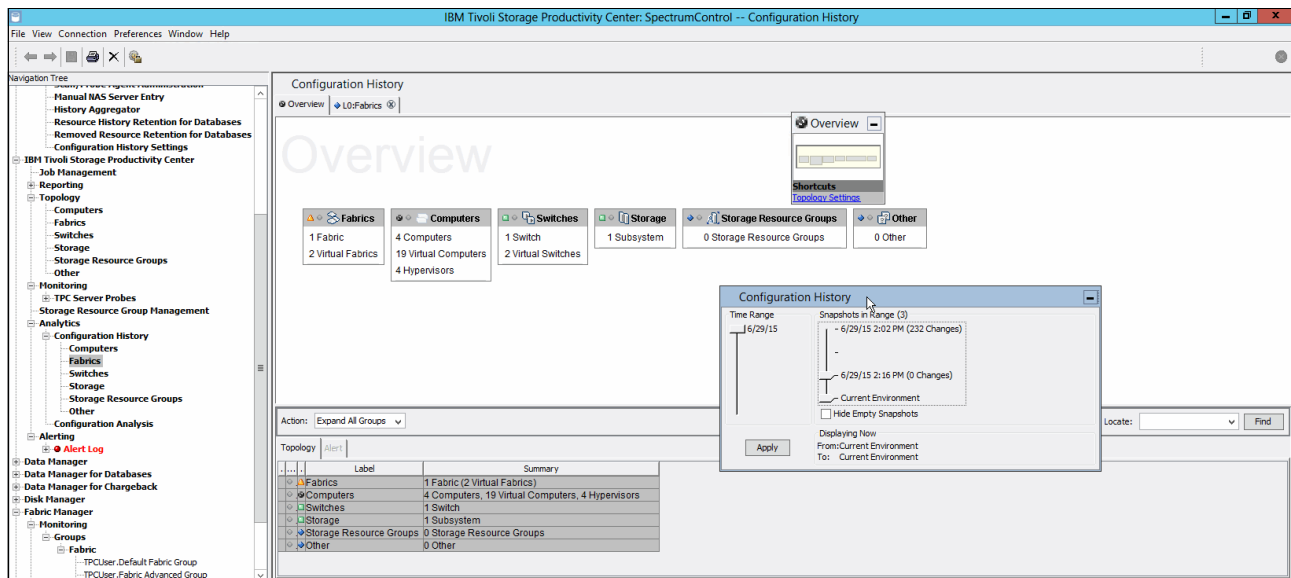 IBM Tivoli Storage Productivity Center: SpectrumControl -- Configuration History
File View Connection Preferences Window Help
Navigation Tree
Manual NAS Server Entry
History Aggregator
Resource History Retention for Databases
Removed Resource Retention for Databases
Configuration History Settings
IBM Tivoli Storage Productivity Center
Job Management
Reporting
Topology
Computers
Fabrics
Switches
Storage
Storage Resource Groups
Other
Monitoring
TPC Server Probes
Storage Resource Group Management
Analytics
Configuration History
Computers
Fabrics
Switches
Storage
Storage Resource Groups
Other
Configuration Analysis
Alerting
Alert Log
Data Manager
Data Manager for Databases
Data Manager for Chargeback
Disk Manager
Fabric Manager
Monitoring
Groups
Fabric
TPCUser.Default Fabric Group
TPCUser.Fabric Advanced Group
Configuration History
Overview L0:Fabrics
Overview
Overview
Shortcuts
Topology Settings
Fabrics
1 Fabric
2 Virtual Fabrics
Computers
4 Computers
19 Virtual Computers
4 Hypervisors
Switches
1 Switch
2 Virtual Switches
Storage
1 Subsystem
Storage Resource Groups
0 Storage Resource Groups
Other
0 Other
Configuration History
Time Range
6/29/15
Snapshots in Range (3)
- 6/29/15 2:02 PM (232 Changes)
-
- 6/29/15 2:16 PM (0 Changes)
Current Environment
Hide Empty Snapshots
Displaying Now
From:Current Environment
To: Current Environment
Apply
Action: Expand All Groups
Locate: Find
Topology Alert
. ... . Label Summary
Fabrics 1 Fabric (2 Virtual Fabrics)
Computers 4 Computers, 19 Virtual Computers, 4 Hypervisors
Switches 1 Switch
Storage 1 Subsystem
Storage Resource Groups 0 Storage Resource Groups
Other 0 Other